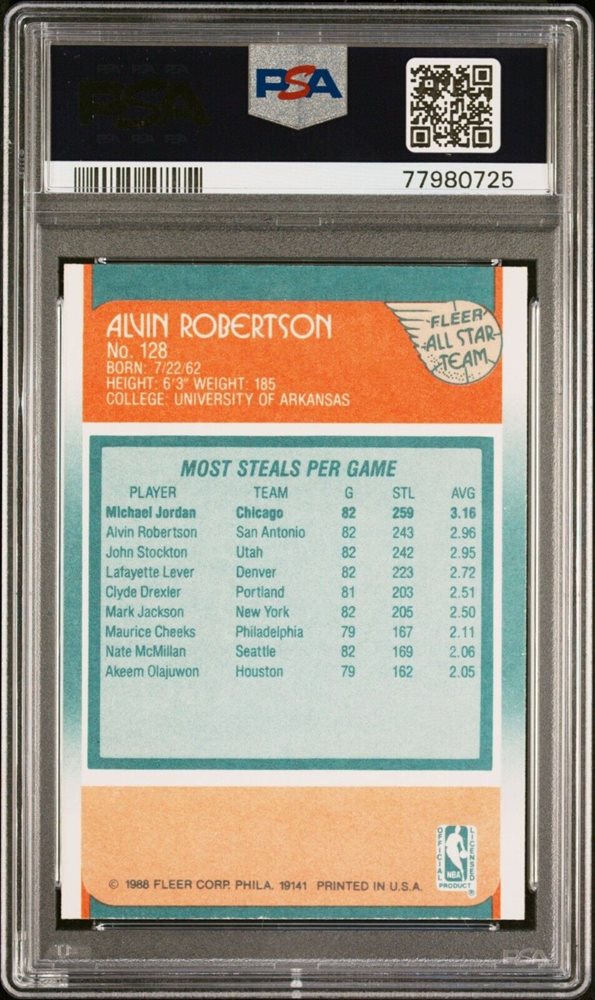 PSA
PSA
77980725
ALVIN ROBERTSON
No. 128
BORN: 7/22/62
HEIGHT: 6'3" WEIGHT: 185
COLLEGE: UNIVERSITY OF ARKANSAS
FLEER
ALL STAR
TEAM
MOST STEALS PER GAME
PLAYER TEAM G STL AVG
Michael Jordan Chicago 82 259 3.16
Alvin Robertson San Antonio 82 243 2.96
John Stockton Utah 82 242 2.95
Lafayette Lever Denver 82 223 2.72
Clyde Drexler Portland 81 203 2.51
Mark Jackson New York 82 205 2.50
Maurice Cheeks Philadelphia 79 167 2.11
Nate McMillan Seattle 82 169 2.06
Akeem Olajuwon Houston 79 162 2.05
OFFICIAL LICENSED
NBA
PRODUCT
®
© 1988 FLEER CORP. PHILA. 19141 PRINTED IN U.S.A.
PSA